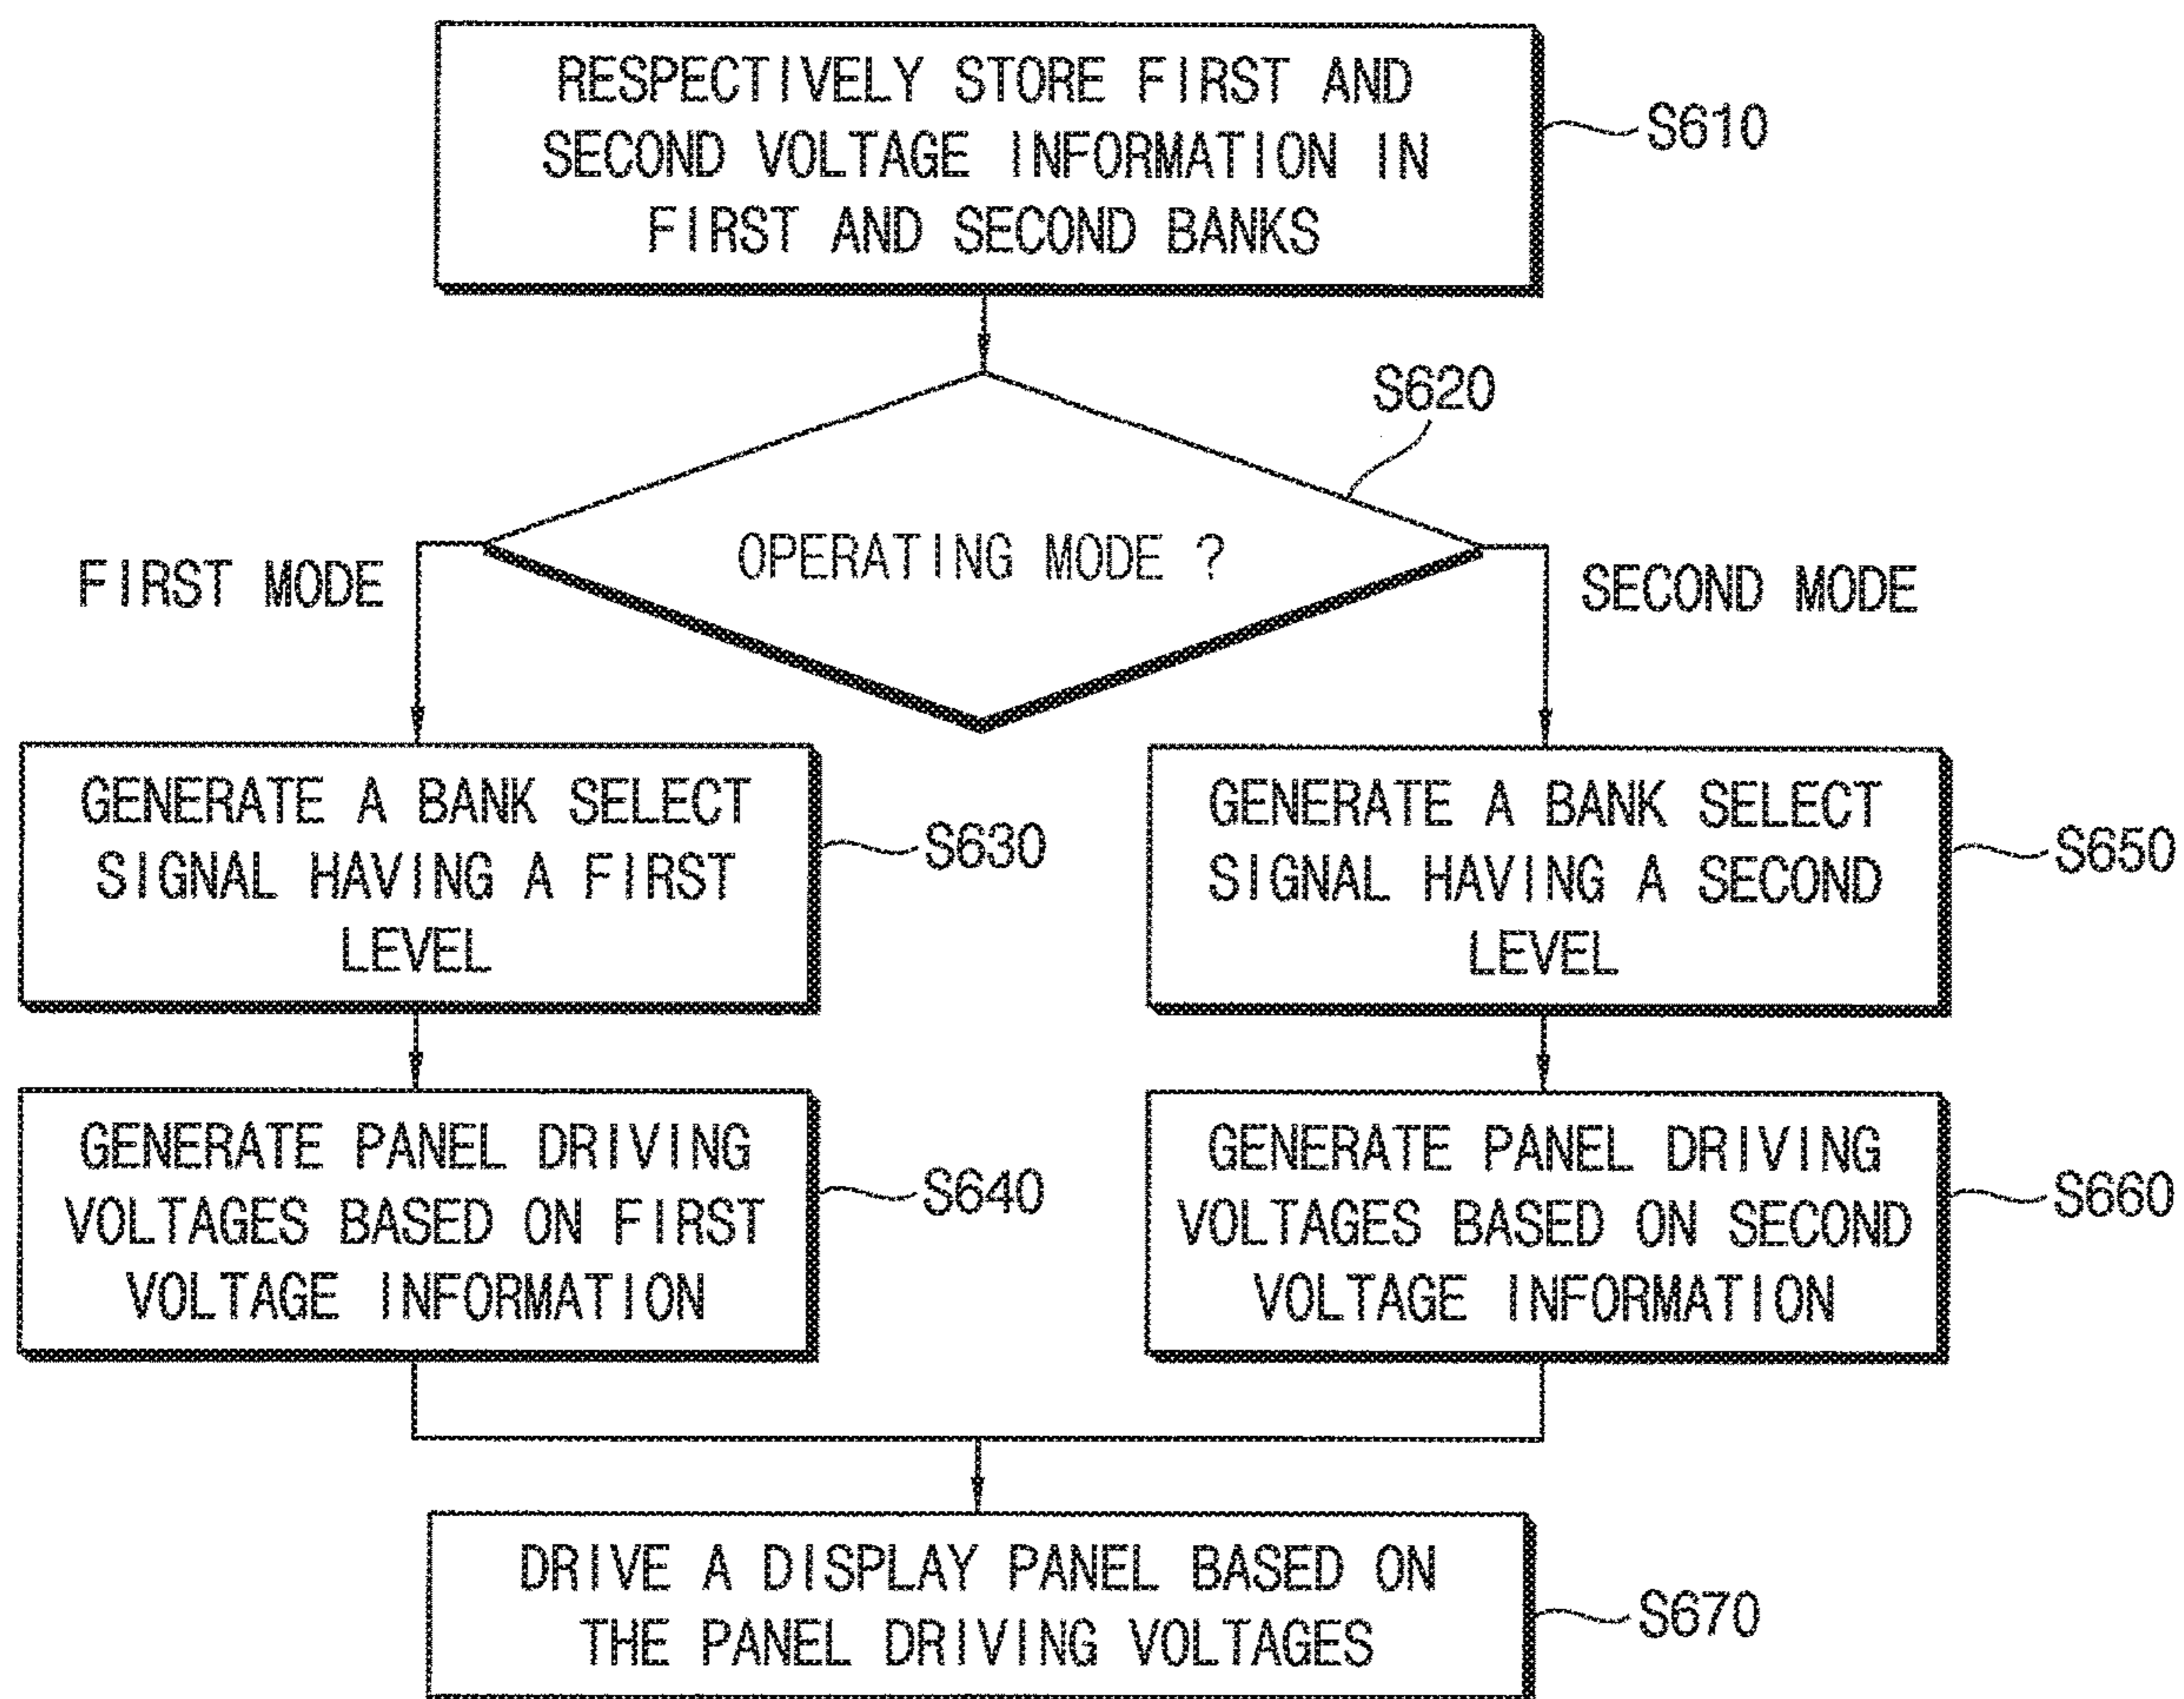 RESPECTIVELY STORE FIRST AND
SECOND VOLTAGE INFORMATION IN
FIRST AND SECOND BANKS
S610
S620
OPERATING MODE ?
FIRST MODE
SECOND MODE
GENERATE A BANK SELECT
SIGNAL HAVING A FIRST
LEVEL
S630
GENERATE A BANK SELECT
SIGNAL HAVING A SECOND
LEVEL
S650
GENERATE PANEL DRIVING
VOLTAGES BASED ON FIRST
VOLTAGE INFORMATION
S640
GENERATE PANEL DRIVING
VOLTAGES BASED ON SECOND
VOLTAGE INFORMATION
S660
DRIVE A DISPLAY PANEL BASED ON
THE PANEL DRIVING VOLTAGES
S670